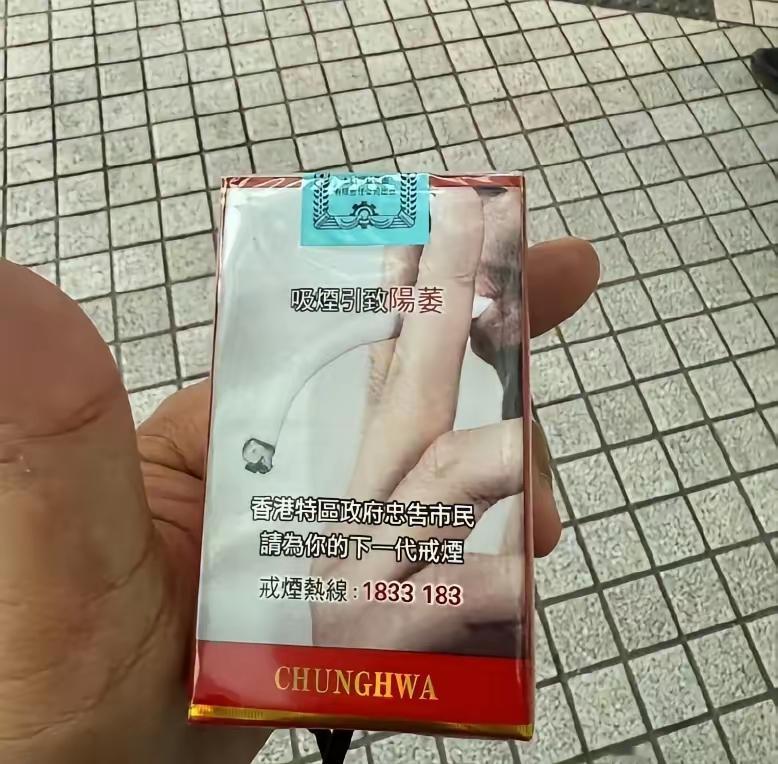 吸煙引致陽萎
香港特區政府忠告市民
請為你的下一代戒煙
戒煙熱線:1833 183
CHUNGHWA